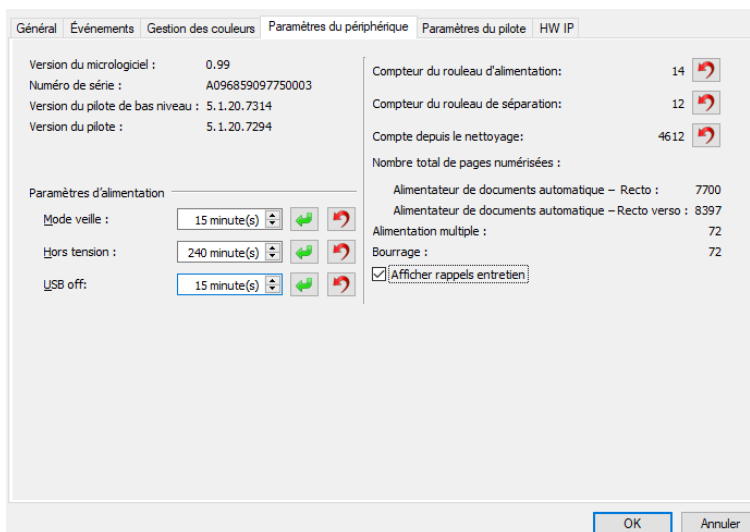 Général Événements Gestion des couleurs Paramètres du périphérique Paramètres du pilote HW IP
Version du micrologiciel : 0.99
Numéro de série : A096859097750003
Version du pilote de bas niveau : 5.1.20.7314
Version du pilote : 5.1.20.7294
Paramètres d'alimentation
Mode veille : 15 minute(s)
Hors tension : 240 minute(s)
USB off: 15 minute(s)
Compteur du rouleau d'alimentation: 14
Compteur du rouleau de séparation: 12
Compte depuis le nettoyage: 4612
Nombre total de pages numérisées :
Alimentateur de documents automatique – Recto : 7700
Alimentateur de documents automatique – Recto verso : 8397
Alimentation multiple : 72
Bourrage : 72
Afficher rappels entretien
OK Annuler